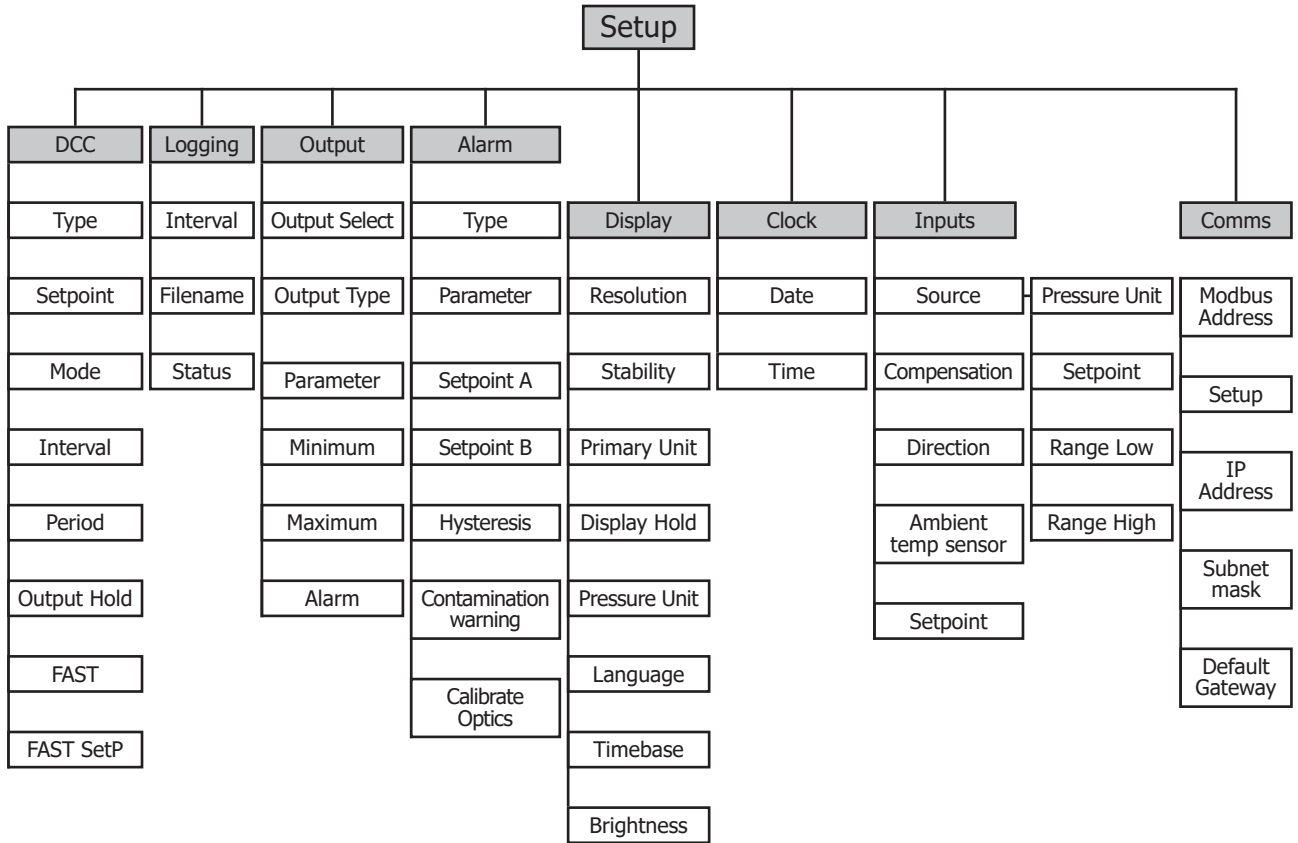 Setup
DCC
Type
Setpoint
Mode
Interval
Period
Output Hold
FAST
FAST SetP
Logging
Interval
Filename
Status
Output
Output Select
Output Type
Parameter
Minimum
Maximum
Alarm
Alarm
Type
Parameter
Setpoint A
Setpoint B
Hysteresis
Contamination
warning
Calibrate
Optics
Display
Resolution
Stability
Primary Unit
Display Hold
Pressure Unit
Language
Timebase
Brightness
Clock
Date
Time
Inputs
Source
Compensation
Direction
Ambient
temp sensor
Setpoint
Pressure Unit
Setpoint
Range Low
Range High
Comms
Modbus
Address
Setup
IP
Address
Subnet
mask
Default
Gateway